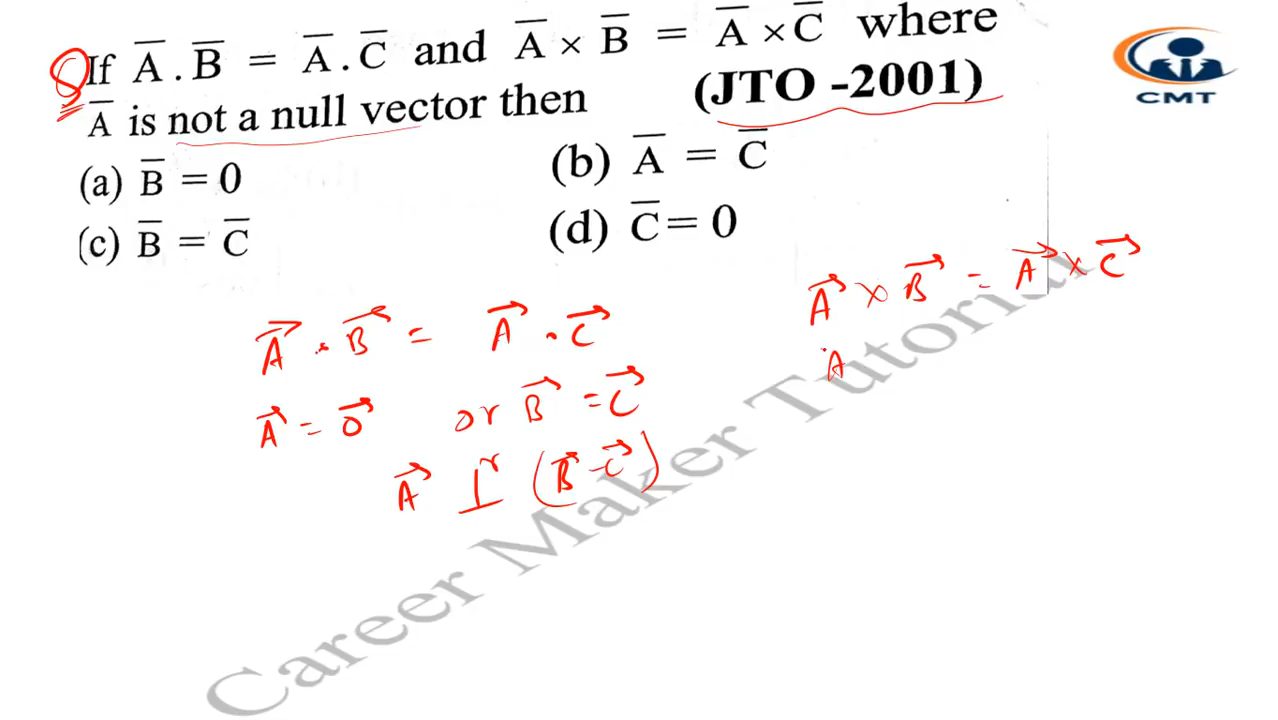 Q If A̅ . B̅ = A̅ . C̅ and A̅ × B̅ = A̅ × C̅ where
A̅ is not a null vector then (JTO -2001)
(a) B̅ = 0 (b) A̅ = C̅
(c) B̅ = C̅ (d) C̅ = 0
CMT
A⃗ · B⃗ = A⃗ · C⃗
A⃗ = 0⃗ or B⃗ = C⃗
A⃗ ⊥r (B⃗ - C⃗)
A⃗ × B⃗ = A⃗ × C⃗
A
Career Maker Tutorial